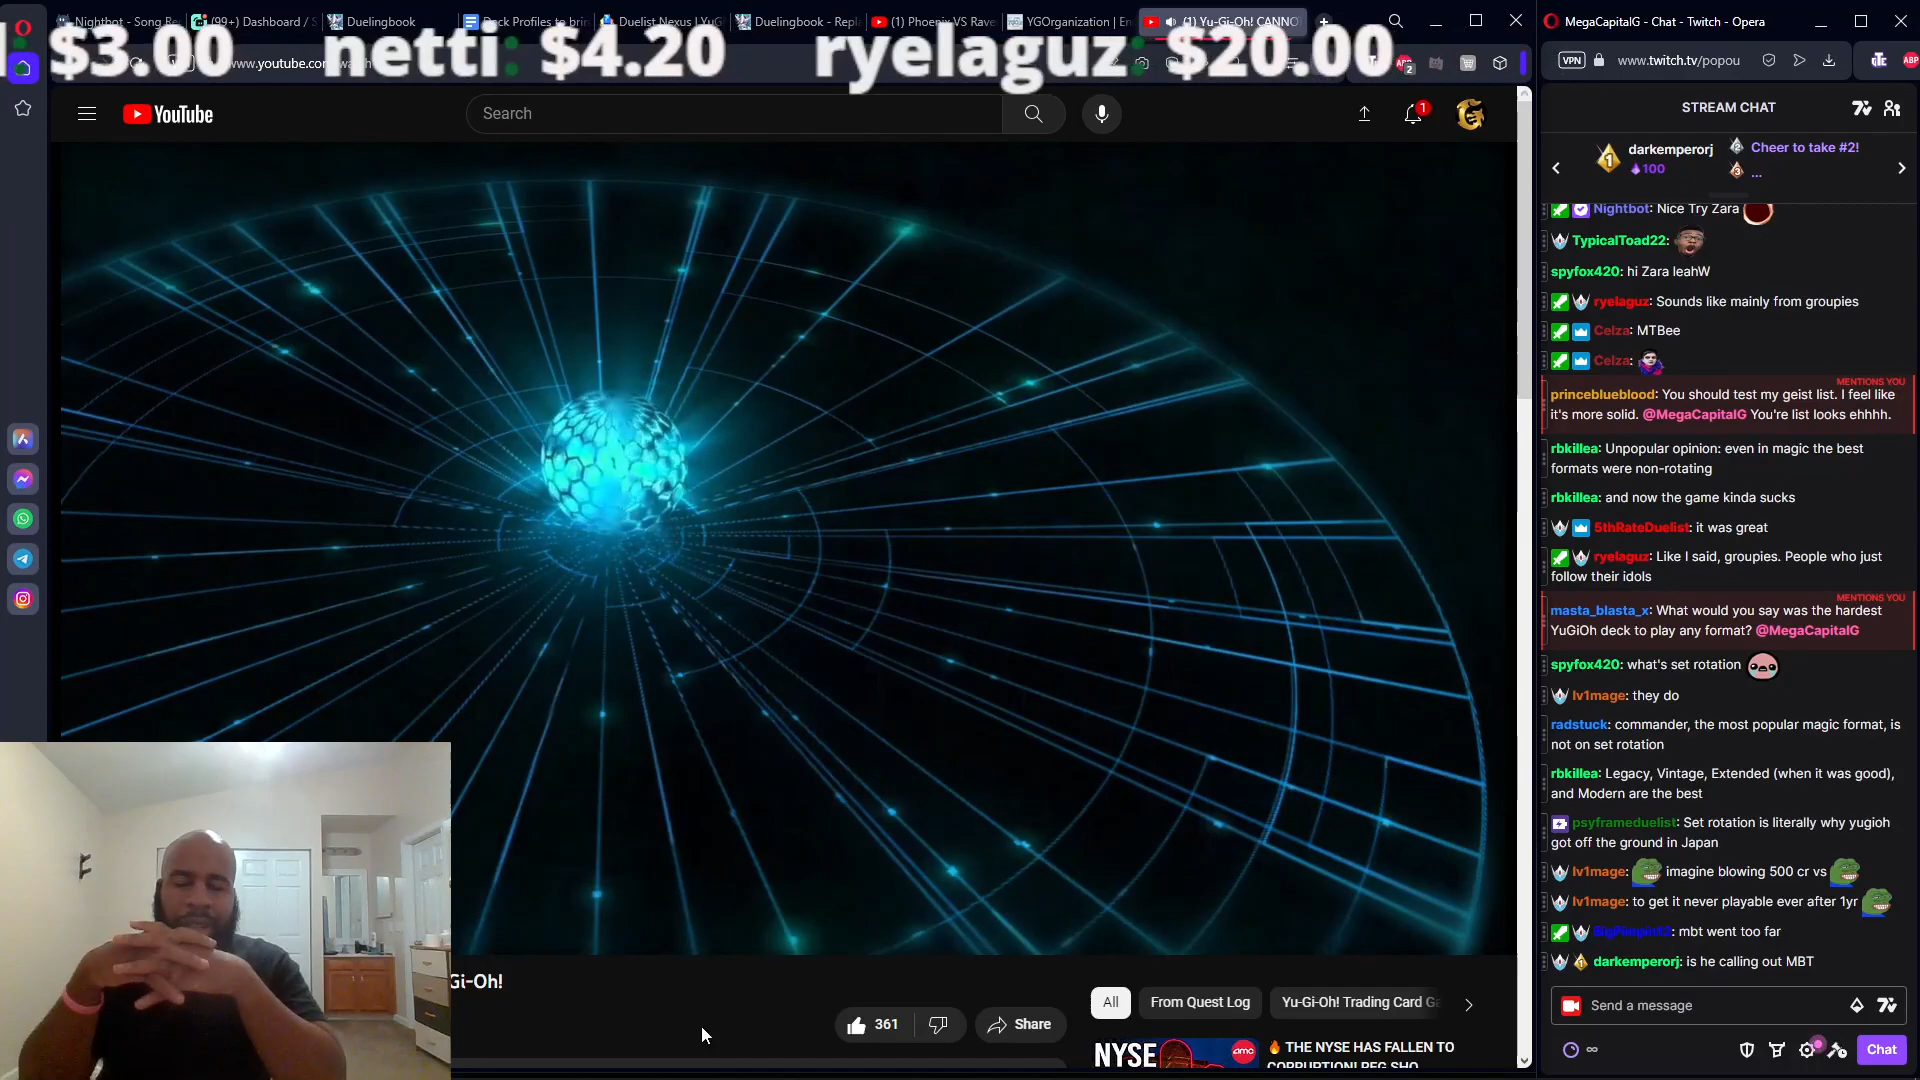 Nightbot - Song Re
(99+) Dashboard / S
Duelingbook
Deck Profiles to brin
Duelist Nexus | YuG
Duelingbook - Repl
(1) Phoenix VS Rave
YGOrganization | En
(1) Yu-Gi-Oh! CANNO
MegaCapitalG - Chat - Twitch - Opera
$3.00 netti: $4.20 ryelaguz: $20.00
www.youtube.com
VPN
www.twitch.tv/popou
ABP
2
YouTube
Search
1
STREAM CHAT
1
darkemperorj
100
2
Cheer to take #2!
3
...
Nightbot: Nice Try Zara
TypicalToad22:
spyfox420: hi Zara leahW
ryelaguz: Sounds like mainly from groupies
Celza: MTBee
Celza:
MENTIONS YOU
princeblueblood: You should test my geist list. I feel like
it's more solid. @MegaCapitalG You're list looks ehhhh.
rbkillea: Unpopular opinion: even in magic the best
formats were non-rotating
rbkillea: and now the game kinda sucks
5thRateDuelist: it was great
ryelaguz: Like I said, groupies. People who just
follow their idols
MENTIONS YOU
masta_blasta_x: What would you say was the hardest
YuGiOh deck to play any format? @MegaCapitalG
spyfox420: what's set rotation
lv1mage: they do
radstuck: commander, the most popular magic format, is
not on set rotation
rbkillea: Legacy, Vintage, Extended (when it was good),
and Modern are the best
psyframeduelist: Set rotation is literally why yugioh
got off the ground in Japan
lv1mage: imagine blowing 500 cr vs
lv1mage: to get it never playable ever after 1yr
mbt went too far
darkemperorj: is he calling out MBT
Send a message
Chat
Gi-Oh!
361
Share
All
From Quest Log
Yu-Gi-Oh! Trading Card G
NYSE
amc
THE NYSE HAS FALLEN TO
CORRUPTION! REG SHO